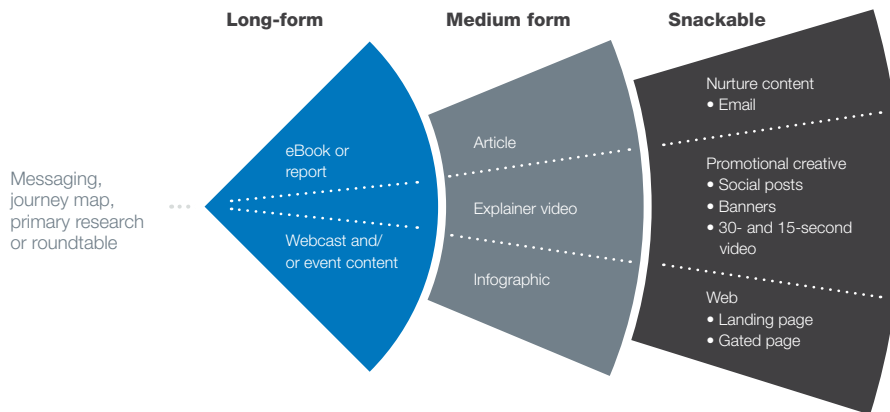 Long-form
Medium form
Snackable
Messaging,
journey map,
primary research
or roundtable
eBook or
report
Webcast and/
or event content
Article
Explainer video
Infographic
Nurture content
• Email
Promotional creative
• Social posts
• Banners
• 30- and 15-second
video
Web
• Landing page
• Gated page